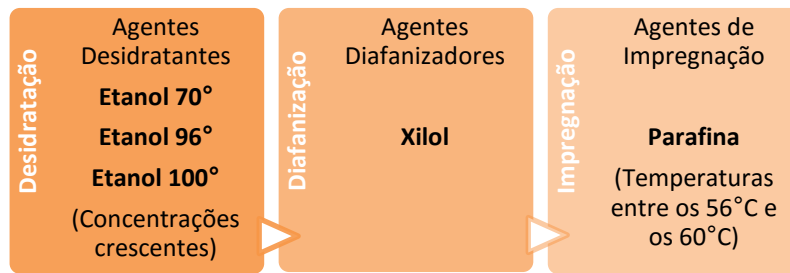 Desidratação
Agentes
Desidratantes
Etanol 70°
Etanol 96°
Etanol 100°
(Concentrações
crescentes)
Diafanização
Agentes
Diafanizadores
Xilol
Impregnação
Agentes de
Impregnação
Parafina
(Temperaturas
entre os 56°C e
os 60°C)